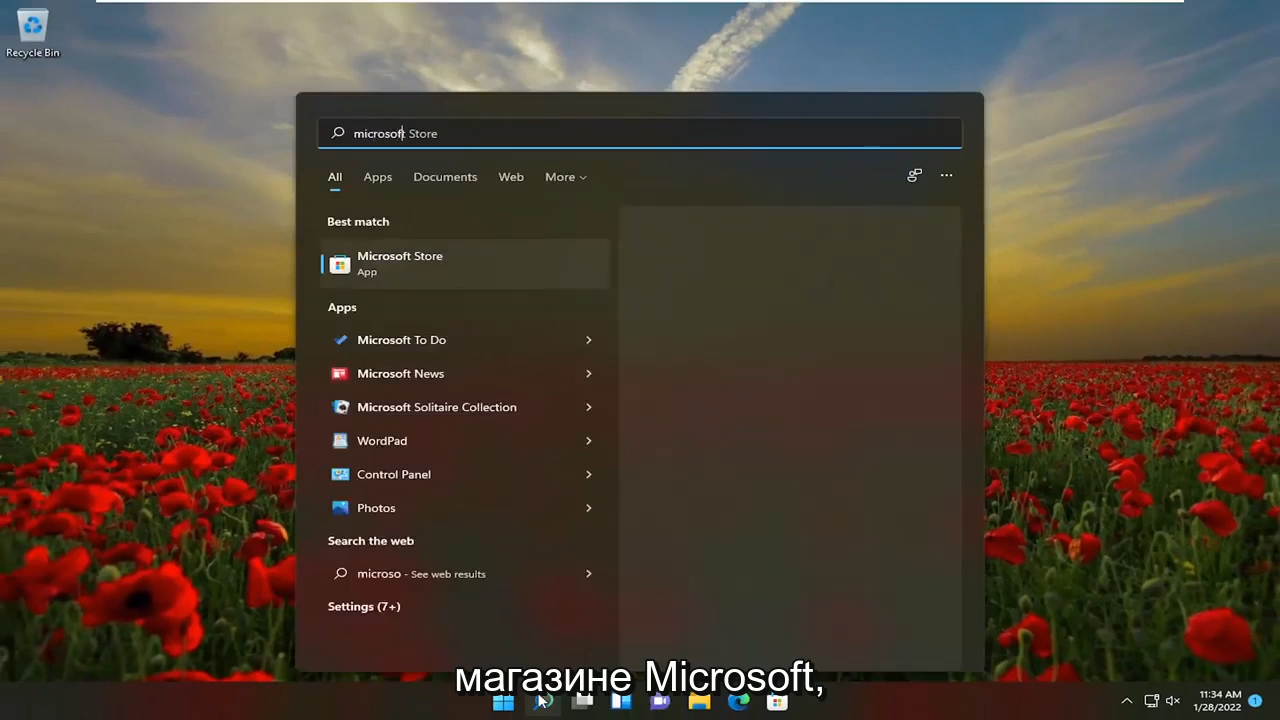 Recycle Bin
microsoft Store
All Apps Documents Web More
Best match
Microsoft Store
App
Apps
Microsoft To Do
Microsoft News
Microsoft Solitaire Collection
WordPad
Control Panel
Photos
Search the web
microso - See web results
Settings (7+)
магазине Microsoft,
11:34 AM
1/28/2022
1